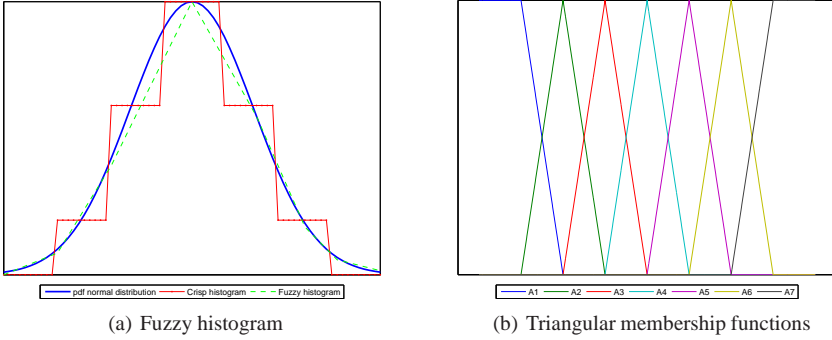 pdf normal distribution Crisp histogram Fuzzy histogram
A1 A2 A3 A4 A5 A6 A7
(a) Fuzzy histogram
(b) Triangular membership functions